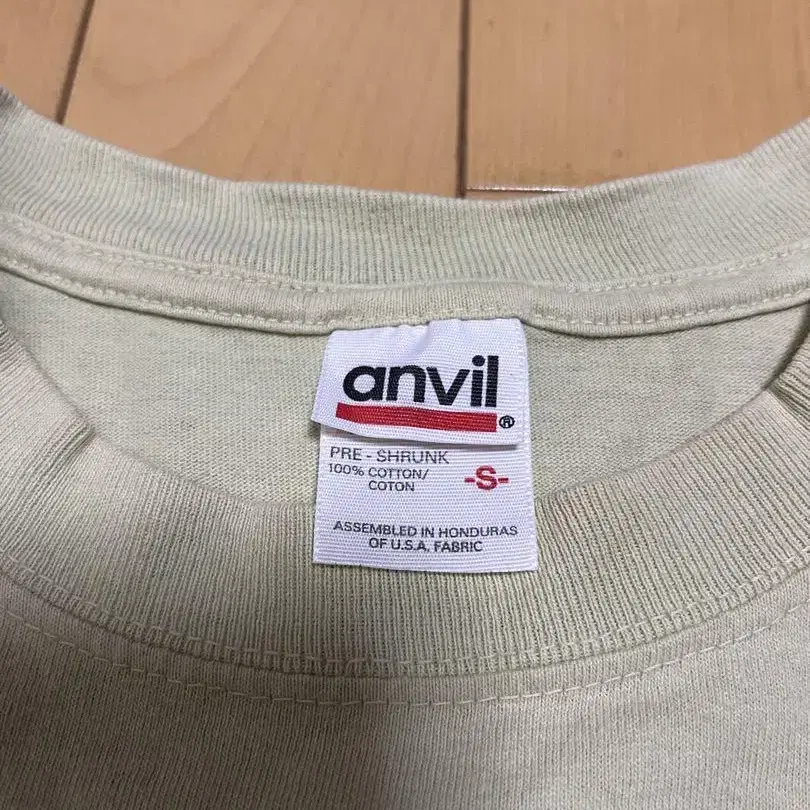 anvil
®
PRE - SHRUNK
100% COTTON/
COTON
-S-
ASSEMBLED IN HONDURAS
OF U.S.A. FABRIC